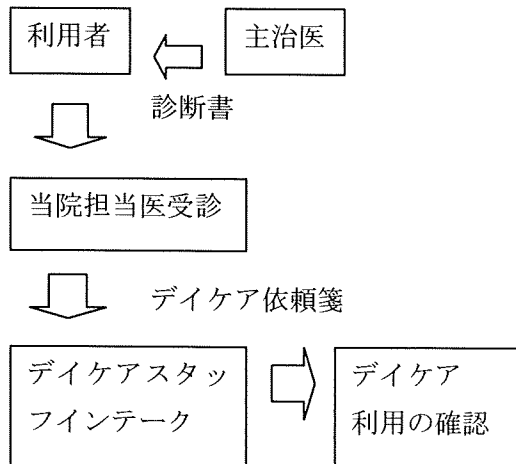 利用者
主治医
診断書
当院担当医受診
デイケア依頼箋
デイケアスタッ
フインテーク
デイケア
利用の確認